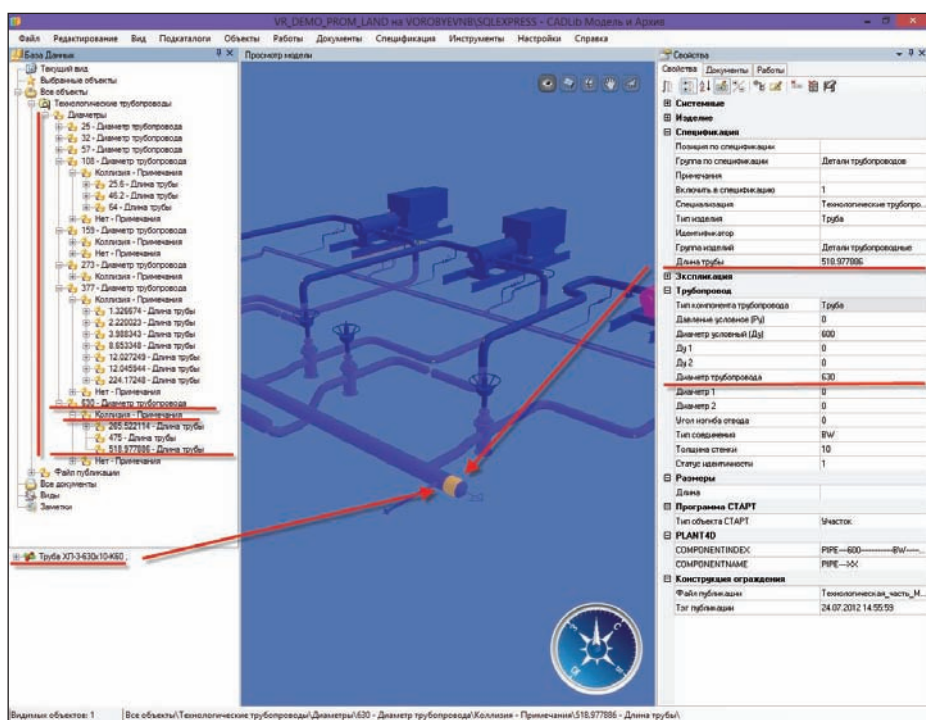 VR_DEMO_PROM_LAND на VOROBYEVNB\SQLEXPRESS - CADLib Модель и Архив
Файл Редактирование Вид Подкаталоги Объекты Работы Документы Спецификация Инструменты Настройки Справка
База Данных
Текущий вид
Выбранные объекты
Все объекты
Технологические трубопроводы
Диаметры
25 - Диаметр трубопровода
32 - Диаметр трубопровода
57 - Диаметр трубопровода
108 - Диаметр трубопровода
Коллизия - Примечания
25.6 - Длина трубы
46.2 - Длина трубы
64 - Длина трубы
Нет - Примечания
159 - Диаметр трубопровода
Коллизия - Примечания
Нет - Примечания
273 - Диаметр трубопровода
Коллизия - Примечания
Нет - Примечания
377 - Диаметр трубопровода
Коллизия - Примечания
1.326674 - Длина трубы
2.220023 - Длина трубы
3.988343 - Длина трубы
8.653348 - Длина трубы
12.027249 - Длина трубы
12.045944 - Длина трубы
224.17248 - Длина трубы
Нет - Примечания
630 - Диаметр трубопровода
Коллизия - Примечания
265.522114 - Длина трубы
475 - Длина трубы
518.977886 - Длина трубы
Нет - Примечания
Файл публикации
Все документы
Виды
Заметки
Труба ХП-3-630x10-K60 ,
Просмотр модели
Свойства
Свойства Документы Работы
Системные
Изделие
Спецификация
Позиция по спецификации
Группа по спецификации Детали трубопроводов
Примечания
Включить в спецификацию 1
Специализация Технологические трубопро...
Тип изделия Труба
Идентификатор
Группа изделий Детали трубопроводные
Длина трубы 518.977886
Экспликация
Трубопровод
Тип компонента трубопровода Труба
Давление условное (Ру) 0
Диаметр условный (Ду) 600
Ду 1 0
Ду 2 0
Диаметр трубопровода 630
Диаметр 1 0
Диаметр 2 0
Угол изгиба отвода 0
Тип соединения BW
Толщина стенки 10
Статус идентичности 1
Размеры
Длина
Программа СТАРТ
Тип объекта СТАРТ Участок
PLANT4D
COMPONENTINDEX PIPE---600-----------BW-----...
COMPONENTNAME PIPE---XX
Конструкция ограждения
Файл публикации Технологическая_часть_М...
Тэг публикации 24.07.2012 14:55:59
Видимых объектов: 1 Все объекты\Технологические трубопроводы\Диаметры\630 - Диаметр трубопровода\Коллизия - Примечания\518.977886 - Длина трубы\